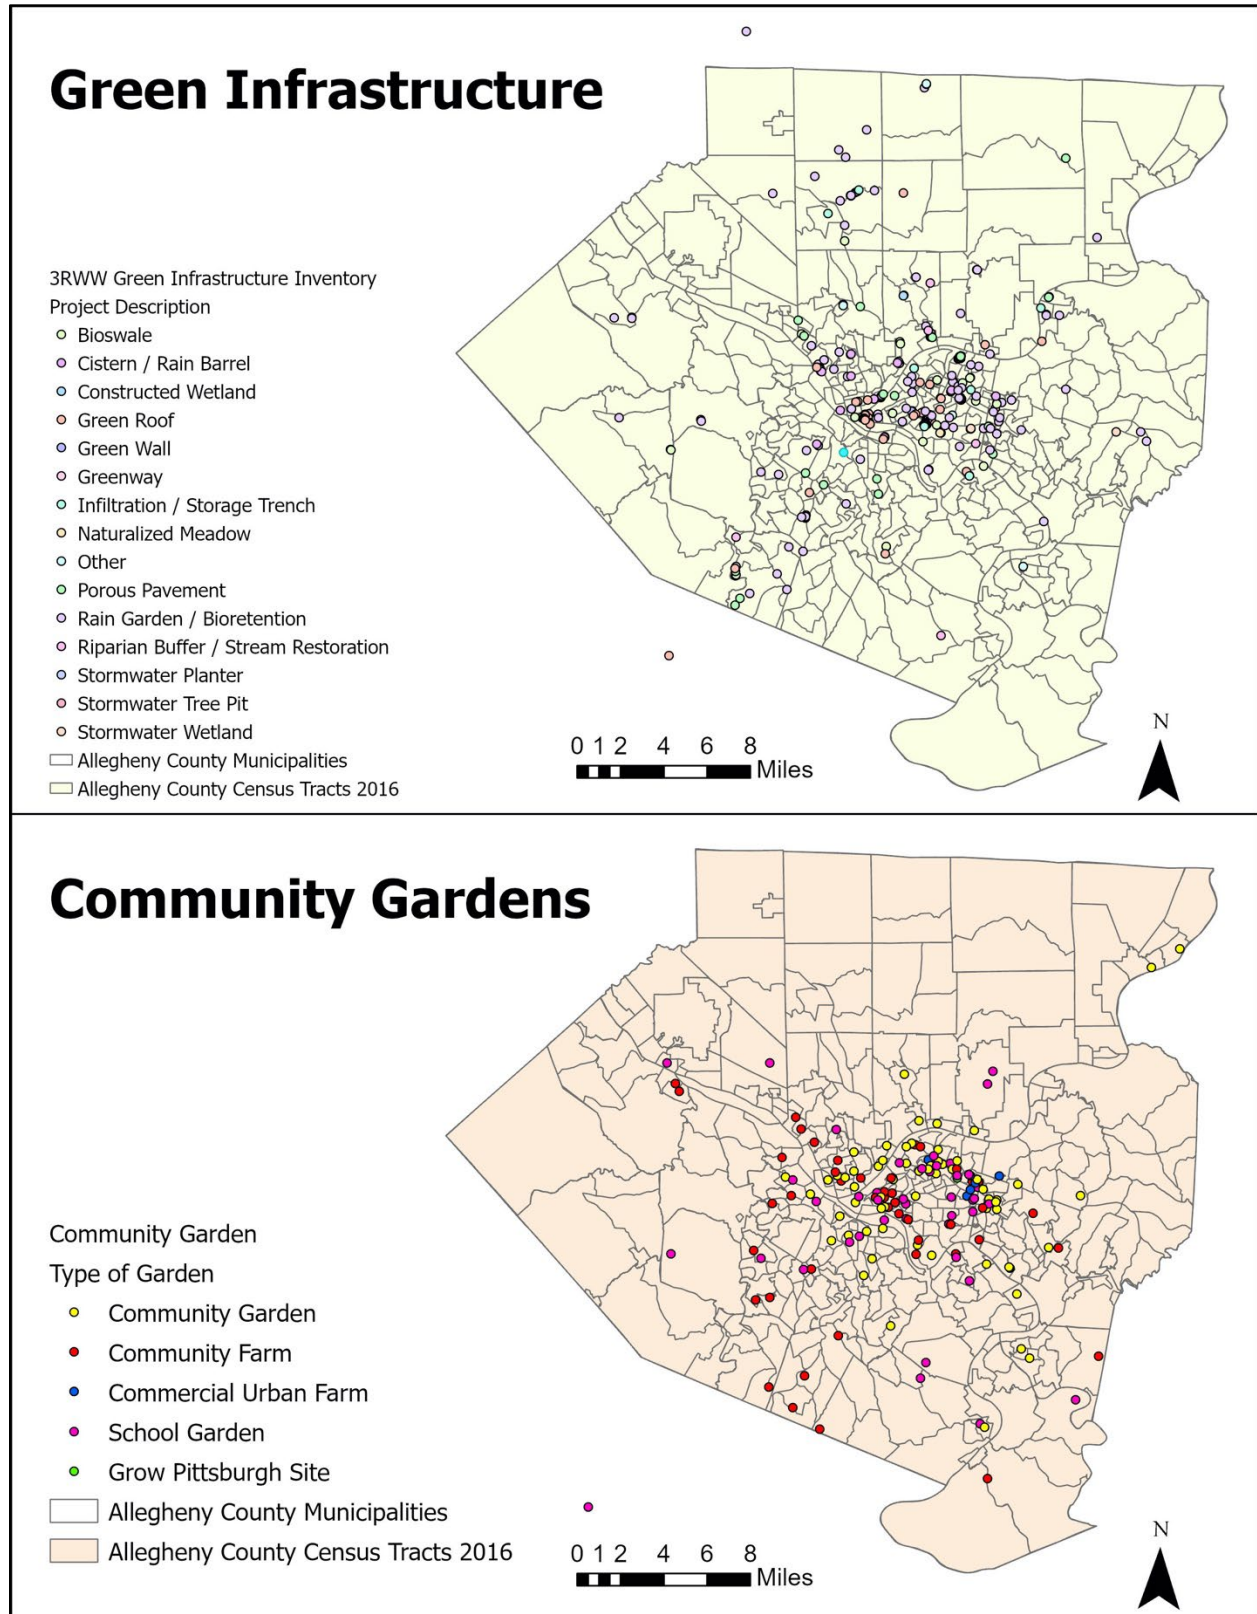 Green Infrastructure
3RWW Green Infrastructure Inventory
Project Description
Bioswale
Cistern / Rain Barrel
Constructed Wetland
Green Roof
Green Wall
Greenway
Infiltration / Storage Trench
Naturalized Meadow
Other
Porous Pavement
Rain Garden / Bioretention
Riparian Buffer / Stream Restoration
Stormwater Planter
Stormwater Tree Pit
Stormwater Wetland
Allegheny County Municipalities
Allegheny County Census Tracts 2016
0 1 2 4 6 8
Miles
N
Community Gardens
Community Garden
Type of Garden
Community Garden
Community Farm
Commercial Urban Farm
School Garden
Grow Pittsburgh Site
Allegheny County Municipalities
Allegheny County Census Tracts 2016
0 1 2 4 6 8
Miles
N